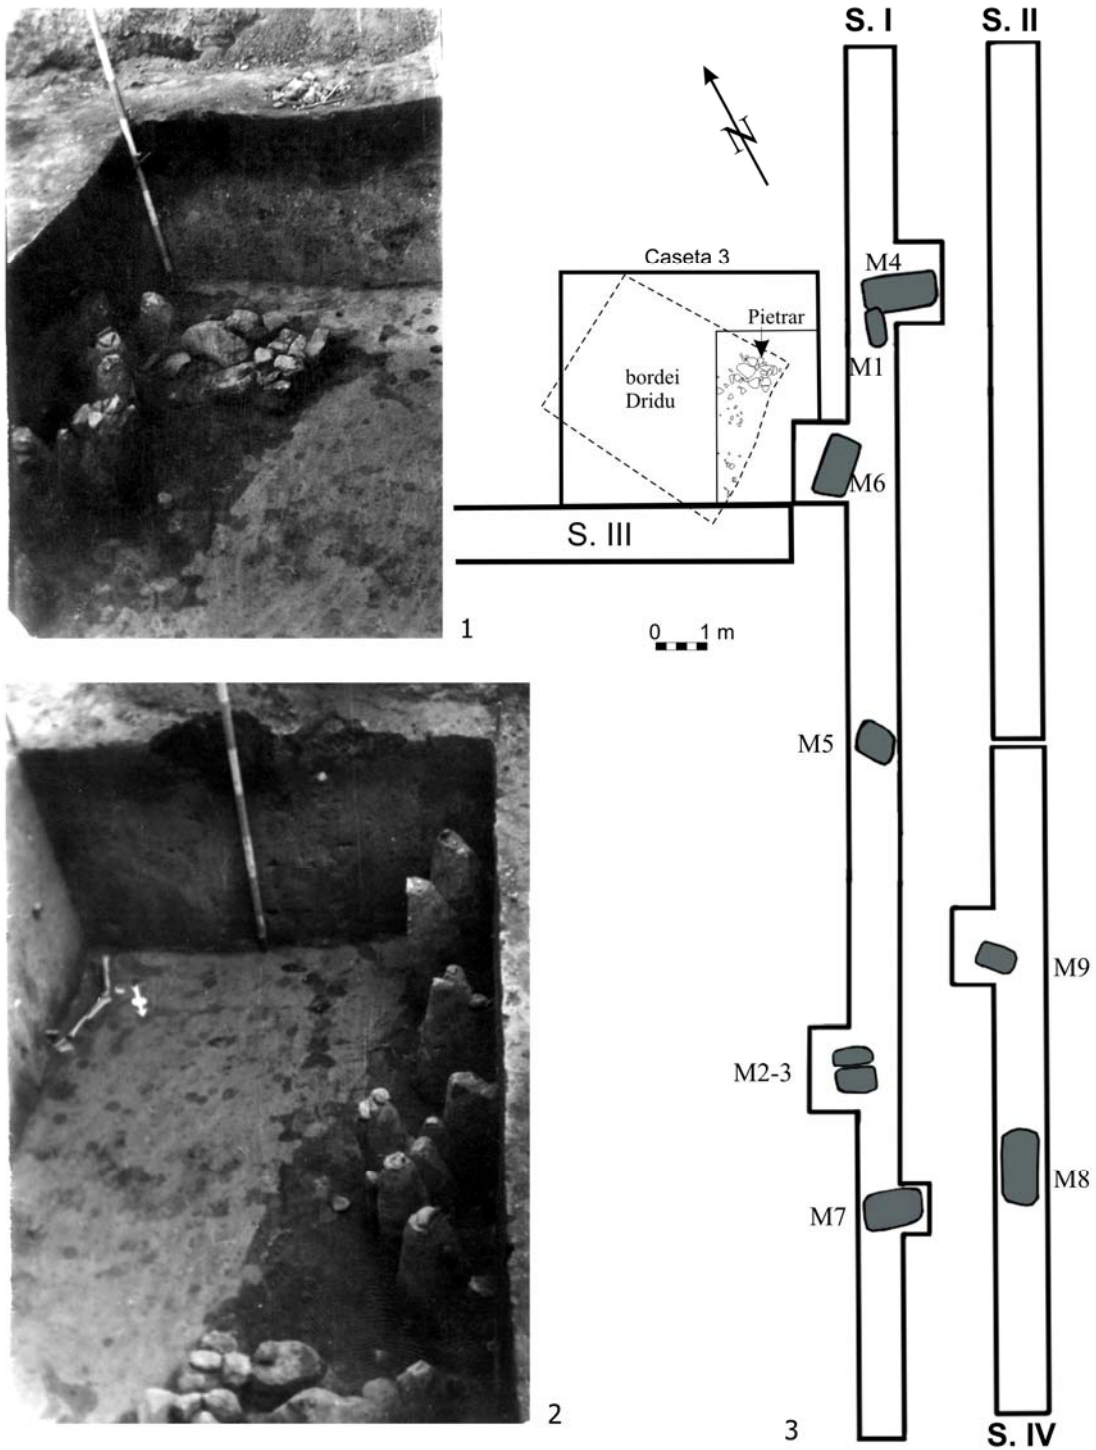 S. I
S. II
N
Caseta 3
M4
Pietrar
M1
bordei
Dridu
M6
S. III
1
0 1 m
M5
M9
M2-3
M8
M7
2
3
S. IV